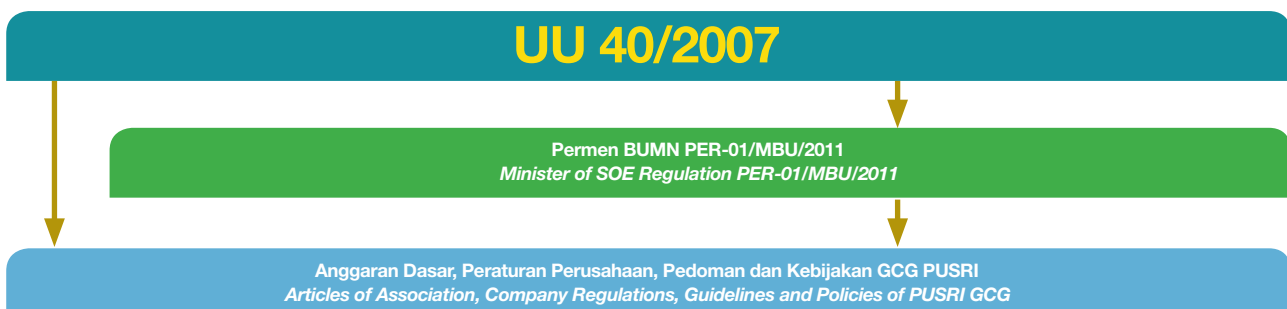 UU 40/2007
Permen BUMN PER-01/MBU/2011
Minister of SOE Regulation PER-01/MBU/2011
Anggaran Dasar, Peraturan Perusahaan, Pedoman dan Kebijakan GCG PUSRI
Articles of Association, Company Regulations, Guidelines and Policies of PUSRI GCG